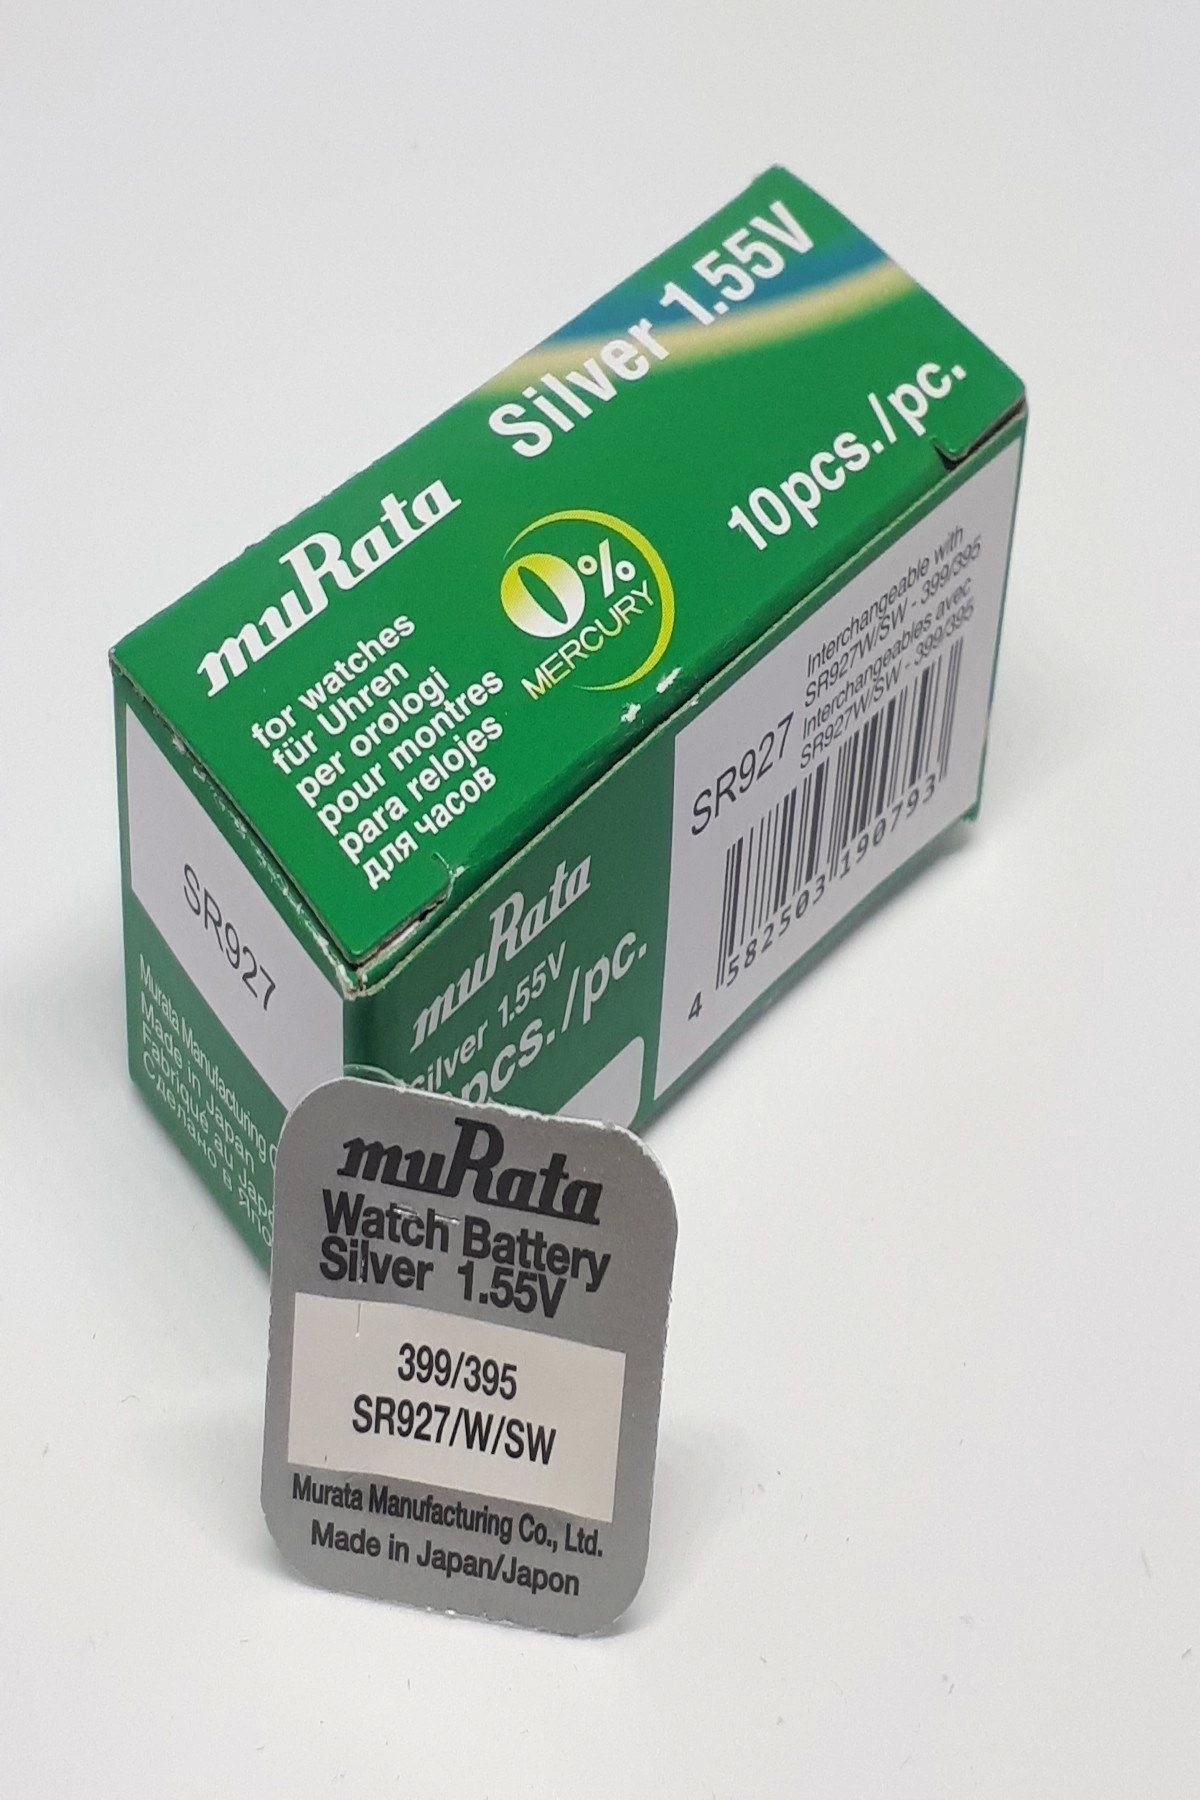 muRata
Silver 1.55V
for watches
für Uhren
per orologi
pour montres
para relojes
для часов
0%
MERCURY
10pcs./pc.
SR927
Murata Manufacturing
Made in Japan
Fabriqué au
Сделано в
muRata
Silver 1.55V
pcs./pc.
SR927
Interchangeable with
SR927W/SW - 399/395
Interchangeables avec
SR927W/SW - 399/395
4 582503 190793
muRata
Watch Battery
Silver 1.55V
399/395
SR927/W/SW
Murata Manufacturing Co., Ltd.
Made in Japan/Japon